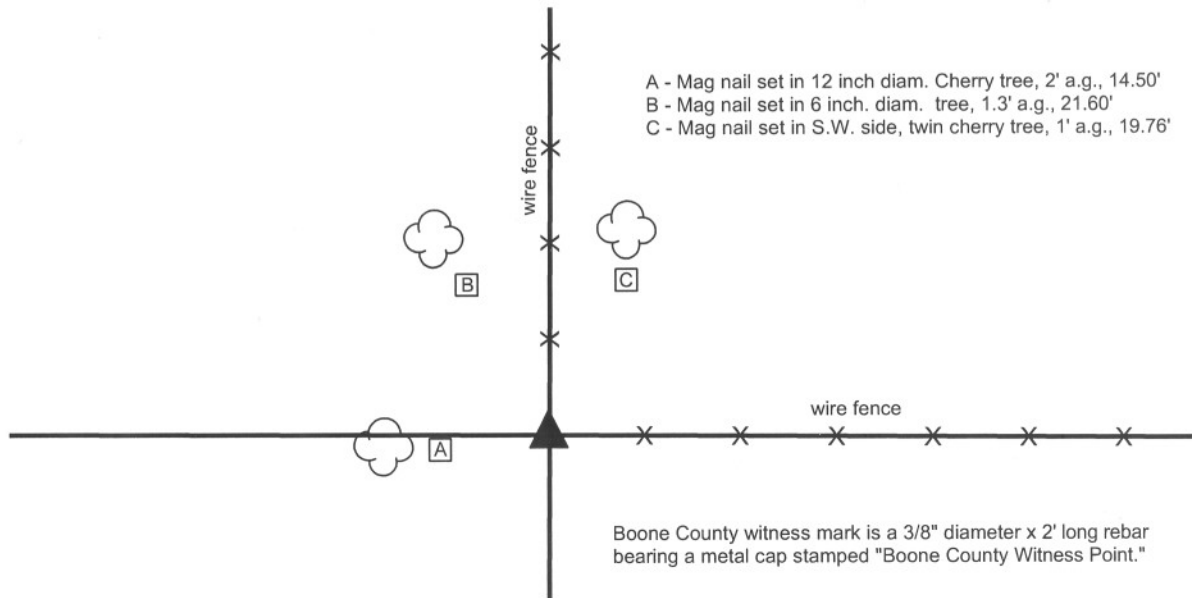 A - Mag nail set in 12 inch diam. Cherry tree, 2' a.g., 14.50'
B - Mag nail set in 6 inch. diam. tree, 1.3' a.g., 21.60'
C - Mag nail set in S.W. side, twin cherry tree, 1' a.g., 19.76'
wire fence
B
C
wire fence
A
Boone County witness mark is a 3/8" diameter x 2' long rebar
bearing a metal cap stamped "Boone County Witness Point."